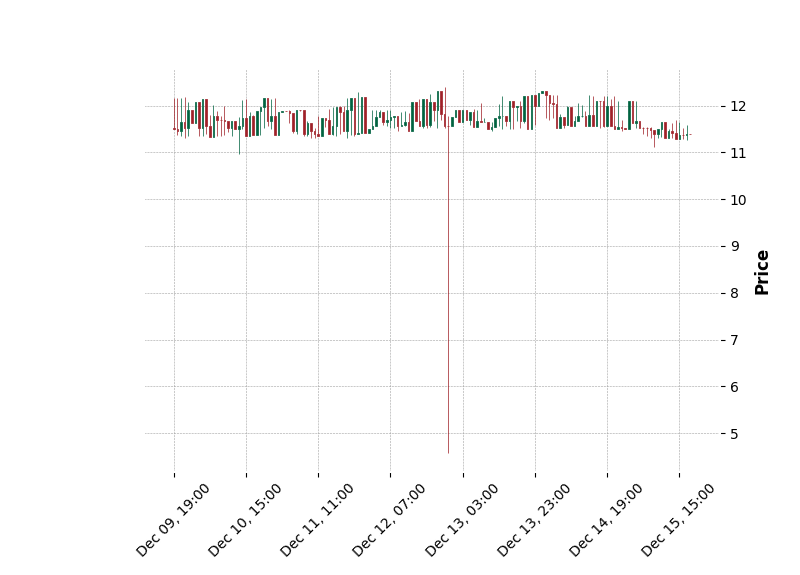 12
11
10
9
8
7
6
5
Price
Dec 09, 19:00
Dec 10, 15:00
Dec 11, 11:00
Dec 12, 07:00
Dec 13, 03:00
Dec 13, 23:00
Dec 14, 19:00
Dec 15, 15:00